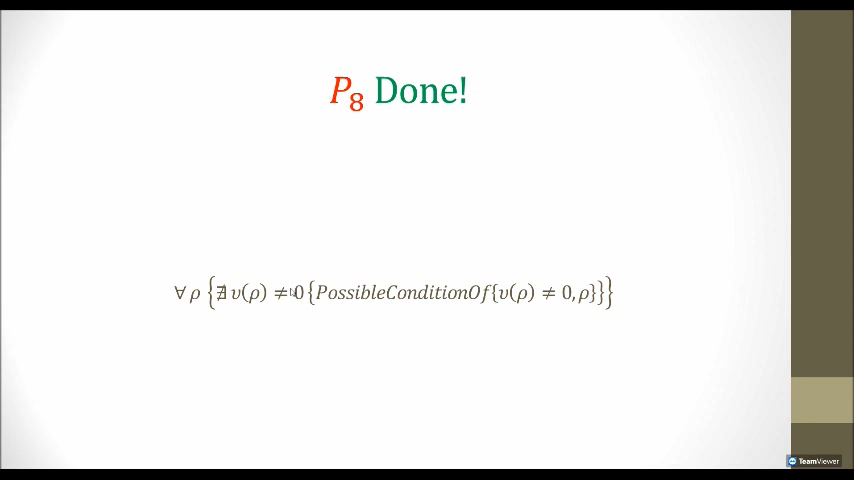 P₈ Done!
∀ ρ {∄ υ(ρ) ≠ 0 {PossibleConditionOf{υ(ρ) ≠ 0, ρ}}}
TeamViewer